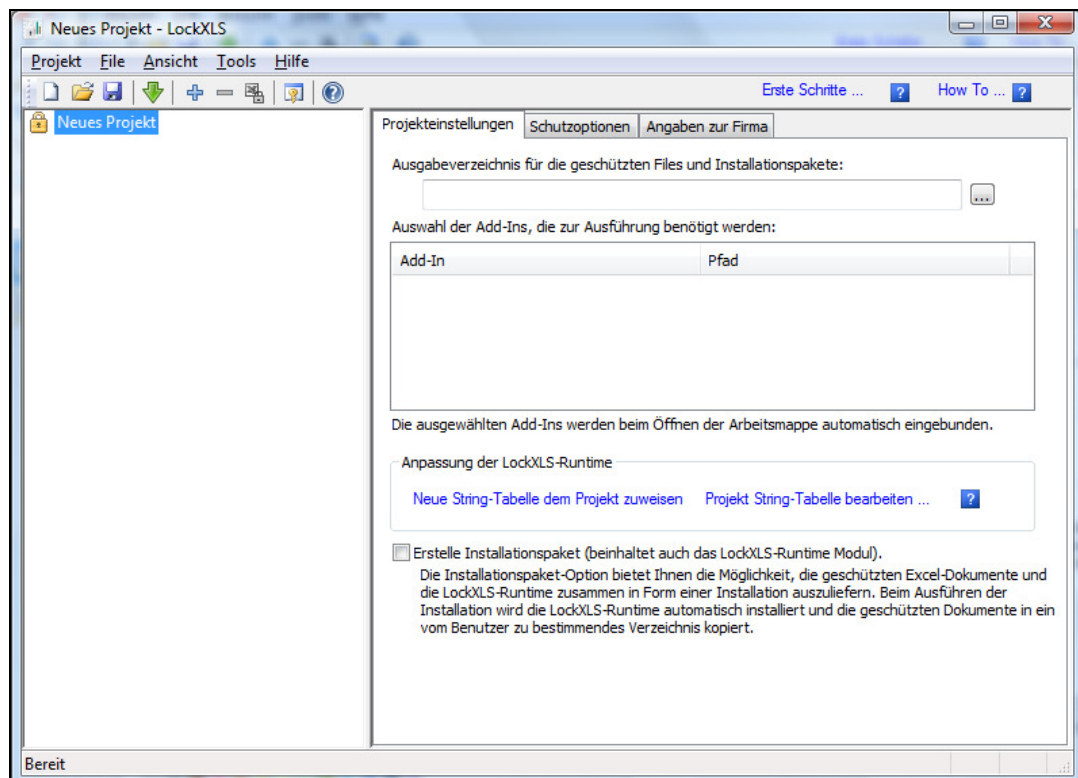 Neues Projekt - LockXLS
Projekt File Ansicht Tools Hilfe
Erste Schritte ... ? How To ... ?
Neues Projekt
Projekteinstellungen Schutzoptionen Angaben zur Firma
Ausgabeverzeichnis für die geschützten Files und Installationspakete:
...
Auswahl der Add-Ins, die zur Ausführung benötigt werden:
Add-In Pfad
Die ausgewählten Add-Ins werden beim Öffnen der Arbeitsmappe automatisch eingebunden.
Anpassung der LockXLS-Runtime
Neue String-Tabelle dem Projekt zuweisen Projekt String-Tabelle bearbeiten ... ?
Erstelle Installationspaket (beinhaltet auch das LockXLS-Runtime Modul).
Die Installationspaket-Option bietet Ihnen die Möglichkeit, die geschützten Excel-Dokumente und
die LockXLS-Runtime zusammen in Form einer Installation auszuliefern. Beim Ausführen der
Installation wird die LockXLS-Runtime automatisch installiert und die geschützten Dokumente in ein
vom Benutzer zu bestimmendes Verzeichnis kopiert.
Bereit